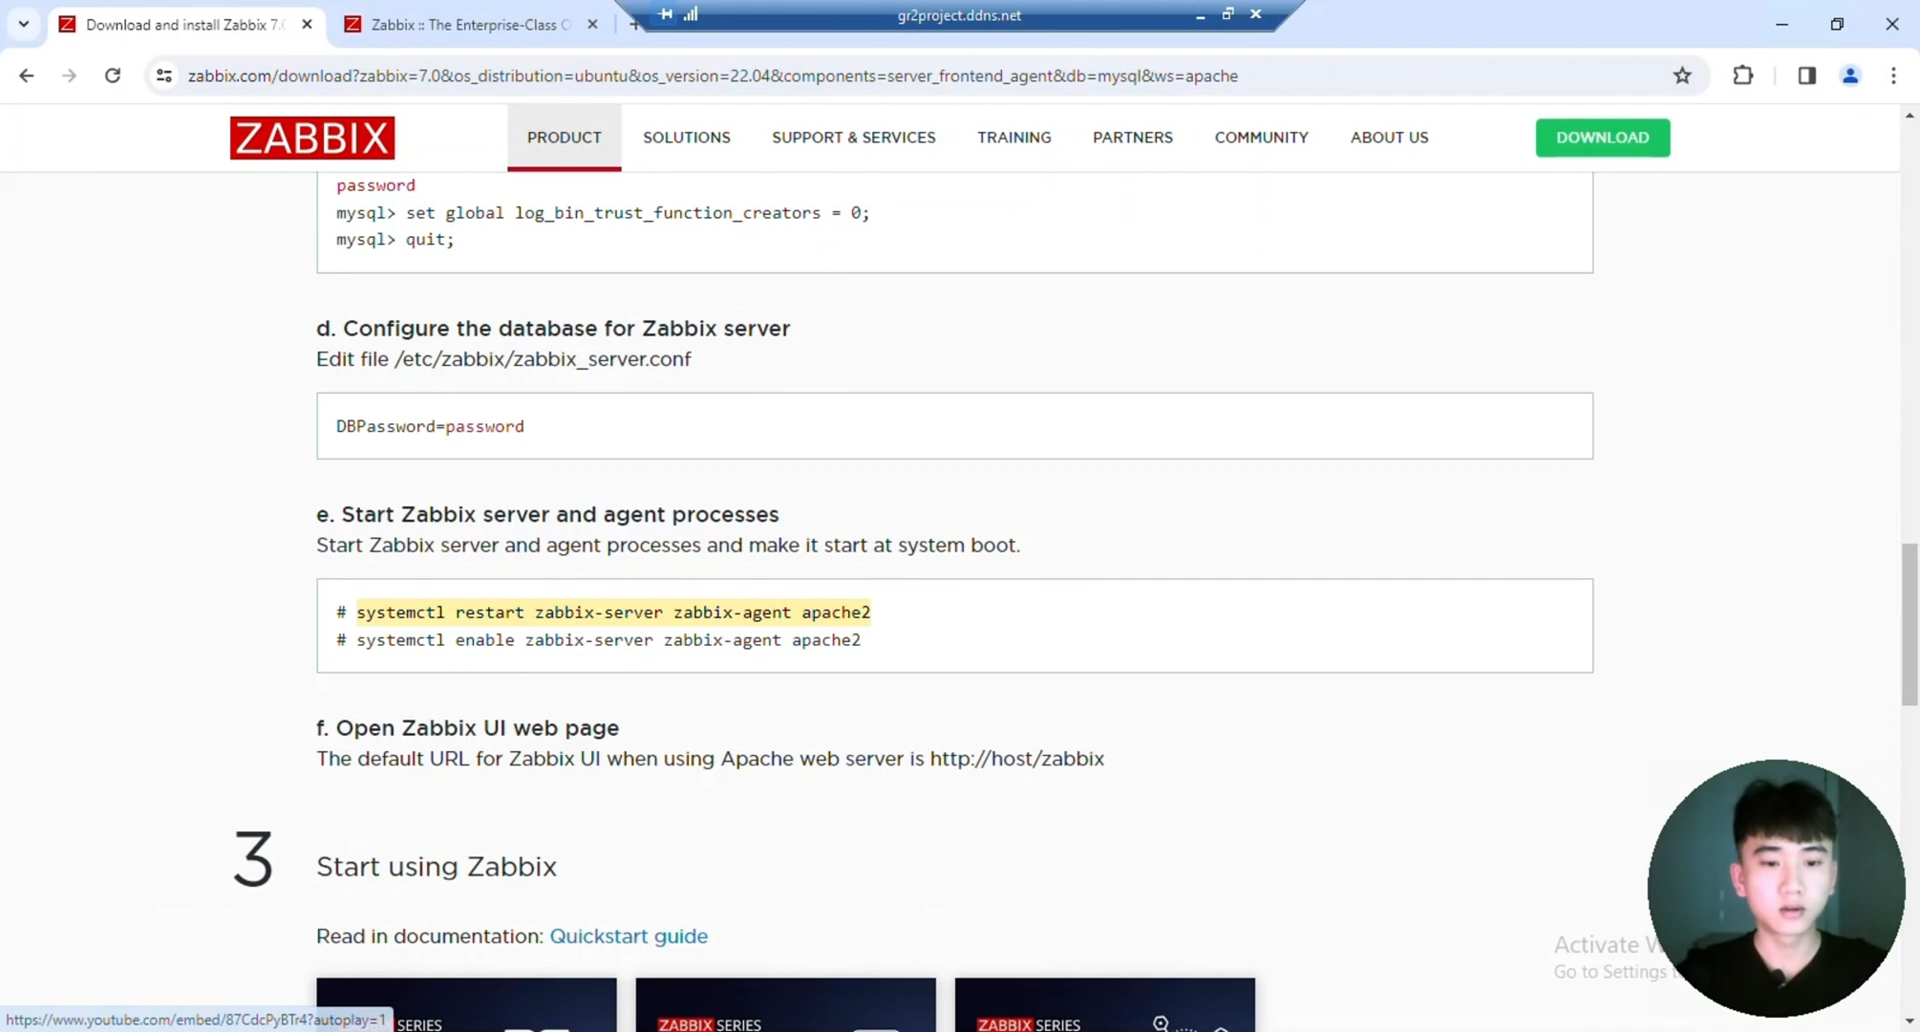 Download and install Zabbix 7.0
Zabbix :: The Enterprise-Class O
gr2project.ddns.net
zabbix.com/download?zabbix=7.0&os_distribution=ubuntu&os_version=22.04&components=server_frontend_agent&db=mysql&ws=apache
ZABBIX
PRODUCT
SOLUTIONS
SUPPORT & SERVICES
TRAINING
PARTNERS
COMMUNITY
ABOUT US
DOWNLOAD
password
mysql> set global log_bin_trust_function_creators = 0;
mysql> quit;
d. Configure the database for Zabbix server
Edit file /etc/zabbix/zabbix_server.conf
DBPassword=password
e. Start Zabbix server and agent processes
Start Zabbix server and agent processes and make it start at system boot.
# systemctl restart zabbix-server zabbix-agent apache2
# systemctl enable zabbix-server zabbix-agent apache2
f. Open Zabbix UI web page
The default URL for Zabbix UI when using Apache web server is http://host/zabbix
3
Start using Zabbix
Read in documentation: Quickstart guide
Activate W
Go to Settings t
https://www.youtube.com/embed/87CdcPyBTr4?autoplay=1
SERIES
ZABBIX SERIES
ZABBIX SERIES